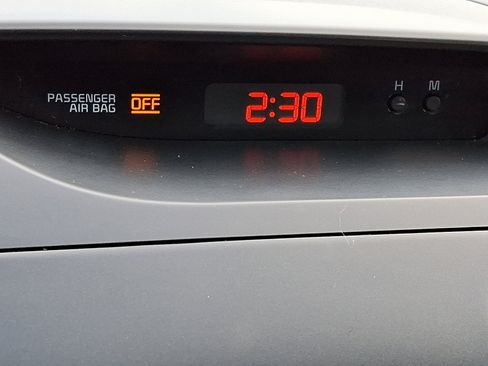 PASSENGER
AIR BAG
OFF
2:30
H
M